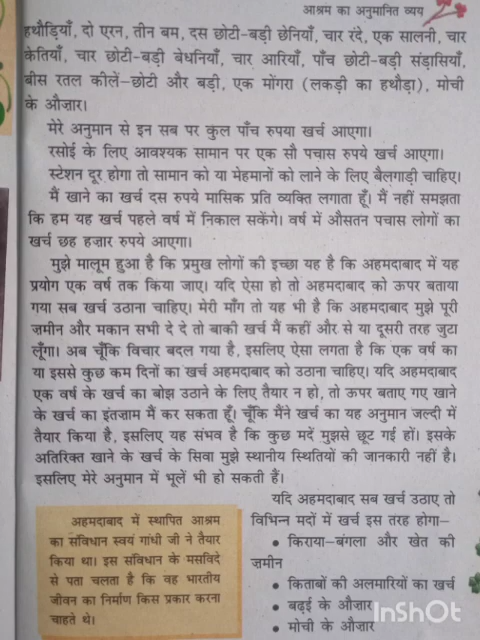 आश्रम का अनुमानित व्यय
हथौड़ियाँ, दो एरन, तीन बम, दस छोटी-बड़ी छेनियाँ, चार रंदे, एक सालनी, चार
केतियाँ, चार छोटी-बड़ी बेधनियाँ, चार आरियाँ, पाँच छोटी-बड़ी संड़ासियाँ,
बीस रतल कीलें-छोटी और बड़ी, एक मोंगरा (लकड़ी का हथौड़ा), मोची
के औज़ार।
मेरे अनुमान से इन सब पर कुल पाँच रुपया खर्च आएगा।
रसोई के लिए आवश्यक सामान पर एक सौ पचास रुपये खर्च आएगा।
स्टेशन दूर होगा तो सामान को या मेहमानों को लाने के लिए बैलगाड़ी चाहिए।
मैं खाने का खर्च दस रुपये मासिक प्रति व्यक्ति लगाता हूँ। मैं नहीं समझता
कि हम यह खर्च पहले वर्ष में निकाल सकेंगे। वर्ष में औसतन पचास लोगों का
खर्च छह हज़ार रुपये आएगा।
मुझे मालूम हुआ है कि प्रमुख लोगों की इच्छा यह है कि अहमदाबाद में यह
प्रयोग एक वर्ष तक किया जाए। यदि ऐसा हो तो अहमदाबाद को ऊपर बताया
गया सब खर्च उठाना चाहिए। मेरी माँग तो यह भी है कि अहमदाबाद मुझे पूरी
ज़मीन और मकान सभी दे दे तो बाकी खर्च मैं कहीं और से या दूसरी तरह जुटा
लूँगा। अब चूँकि विचार बदल गया है, इसलिए ऐसा लगता है कि एक वर्ष का
या इससे कुछ कम दिनों का खर्च अहमदाबाद को उठाना चाहिए। यदि अहमदाबाद
एक वर्ष के खर्च का बोझ उठाने के लिए तैयार न हो, तो ऊपर बताए गए खाने
के खर्च का इंतज़ाम मैं कर सकता हूँ। चूँकि मैंने खर्च का यह अनुमान जल्दी में
तैयार किया है, इसलिए यह संभव है कि कुछ मदें मुझसे छूट गई हों। इसके
अतिरिक्त खाने के खर्च के सिवा मुझे स्थानीय स्थितियों की जानकारी नहीं है।
इसलिए मेरे अनुमान में भूलें भी हो सकती हैं।
यदि अहमदाबाद सब खर्च उठाए तो
विभिन्न मदों में खर्च इस तरह होगा–
• किराया-बंगला और खेत की
ज़मीन
• किताबों की अलमारियों का खर्च
• बढ़ई के औज़ार
• मोची के औज़ार
अहमदाबाद में स्थापित आश्रम
का संविधान स्वयं गांधी जी ने तैयार
किया था। इस संविधान के मसविदे
से पता चलता है कि वह भारतीय
जीवन का निर्माण किस प्रकार करना
चाहते थे।
InShOt